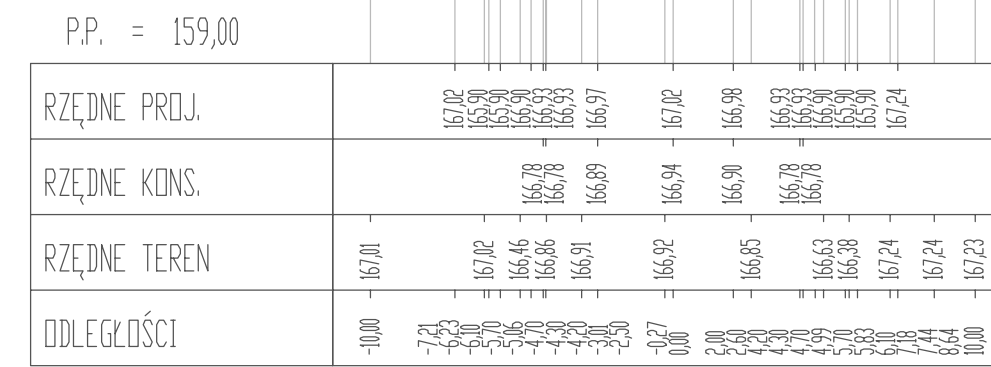 P.P. = 159,00
RZĘDNE PROJ. 167,02 165,90 165,90 166,90 166,93 166,93 166,97 167,02 166,98 166,93 166,93 166,90 165,90 165,90 167,24
RZĘDNE KONS. 166,78 166,78 166,89 166,94 166,90 166,78 166,78
RZĘDNE TEREN 167,01 167,02 166,46 166,86 166,91 166,92 166,85 166,63 166,38 167,24 167,24 167,23
ODLEGŁOŚCI -10,00 -7,21 -6,23 -6,10 -5,70 -5,06 -4,70 -4,30 -4,20 -3,01 -2,50 -0,27 0,00 2,00 2,60 4,20 4,30 4,70 4,99 5,70 5,83 6,10 7,18 7,44 8,64 10,00